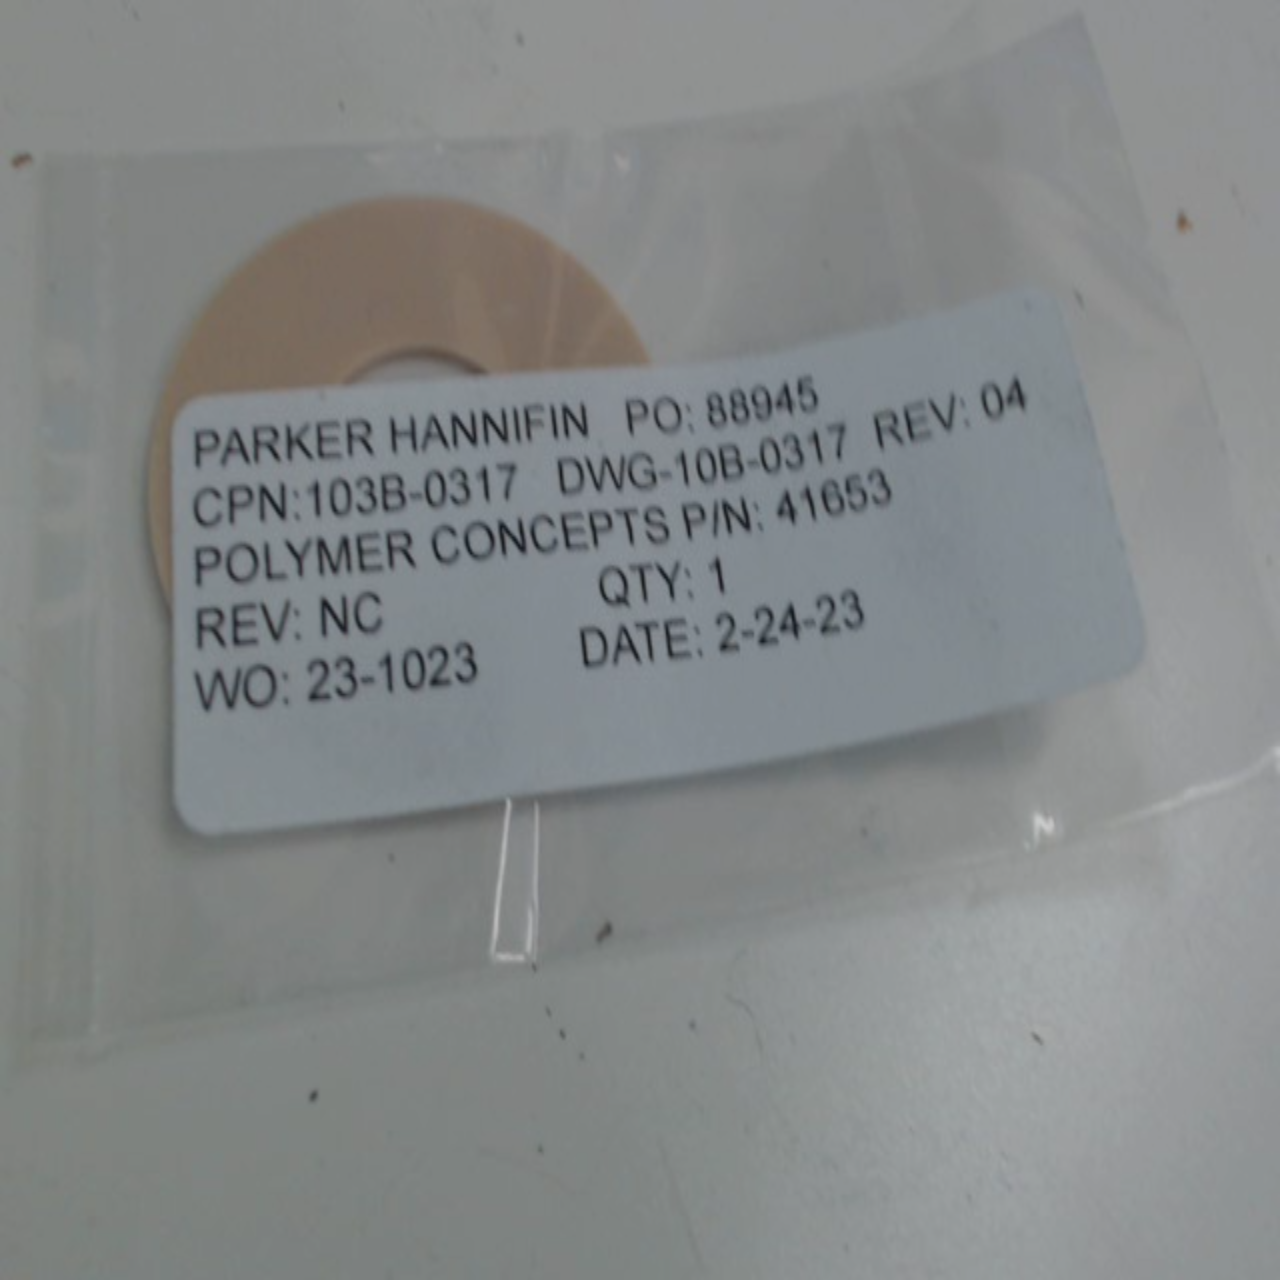 PARKER HANNIFIN PO: 88945
CPN:103B-0317 DWG-10B-0317 REV: 04
POLYMER CONCEPTS P/N: 41653
REV: NC QTY: 1
WO: 23-1023 DATE: 2-24-23